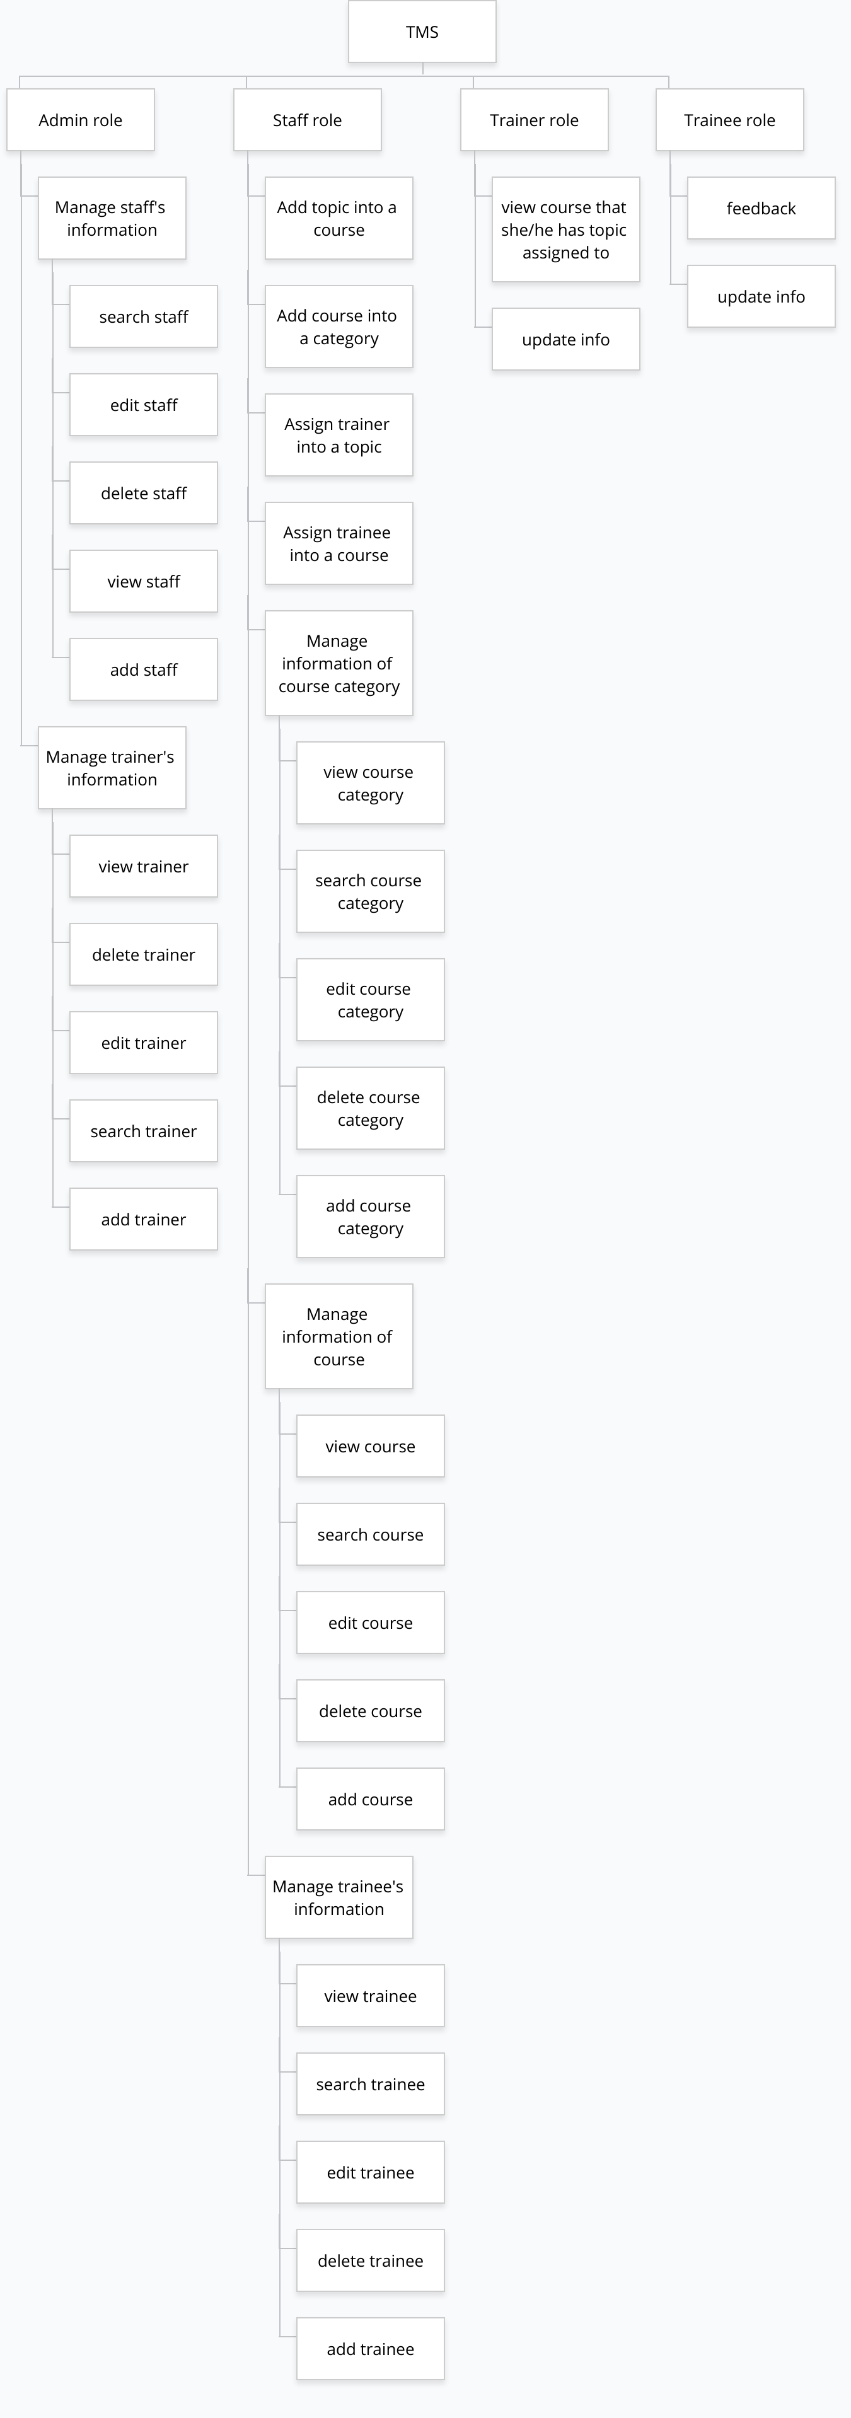 TMS
Admin role
Manage staff's
information
search staff
edit staff
delete staff
view staff
add staff
Manage trainer's
information
view trainer
delete trainer
edit trainer
search trainer
add trainer
Staff role
Add topic into a
course
Add course into
a category
Assign trainer
into a topic
Assign trainee
into a course
Manage
information of
course category
view course
category
search course
category
edit course
category
delete course
category
add course
category
Manage
information of
course
view course
search course
edit course
delete course
add course
Manage trainee's
information
view trainee
search trainee
edit trainee
delete trainee
add trainee
Trainer role
view course that
she/he has topic
assigned to
update info
Trainee role
feedback
update info